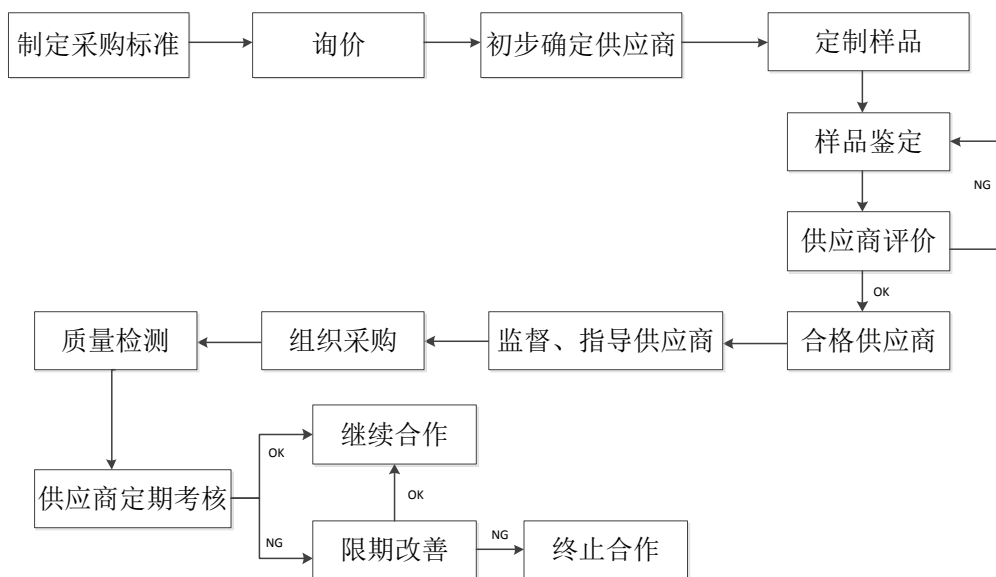 制定采购标准
询价
初步确定供应商
定制样品
样品鉴定
NG
供应商评价
OK
合格供应商
监督、指导供应商
组织采购
质量检测
供应商定期考核
OK
继续合作
OK
NG
限期改善
NG
终止合作